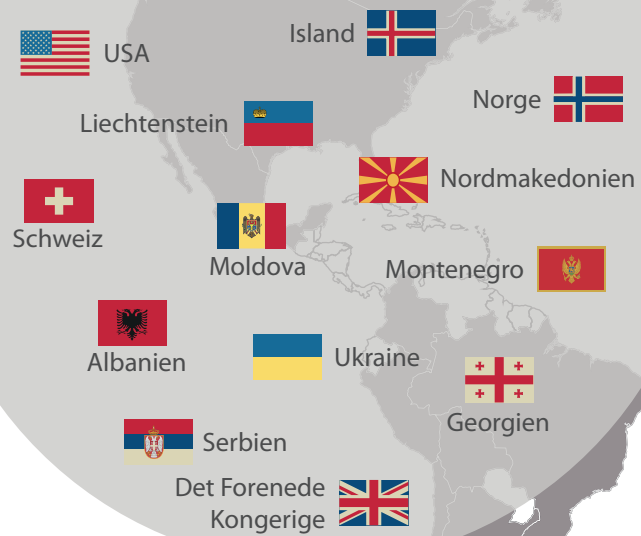 Island
USA
Norge
Liechtenstein
Nordmakedonien
Schweiz
Moldova
Montenegro
Albanien
Ukraine
Georgien
Serbien
Det Forenede
Kongerige